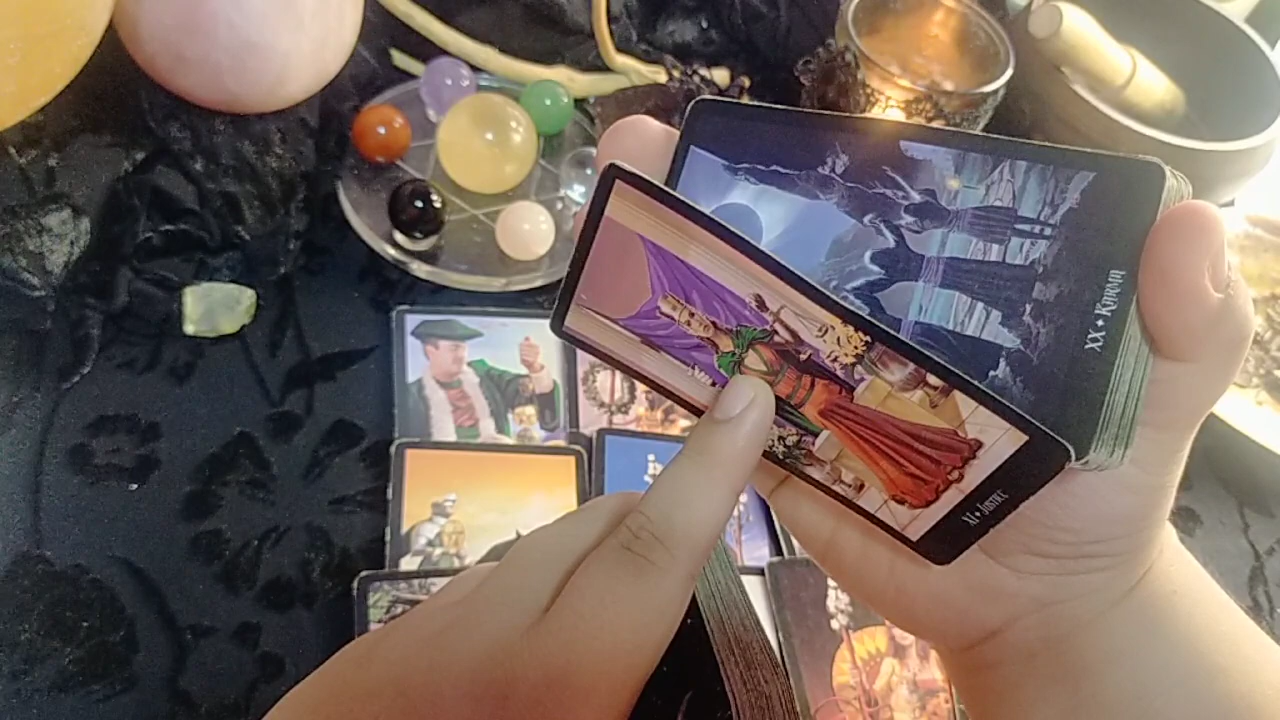 XX ✦ KARMA
XI ✦ JUSTICE